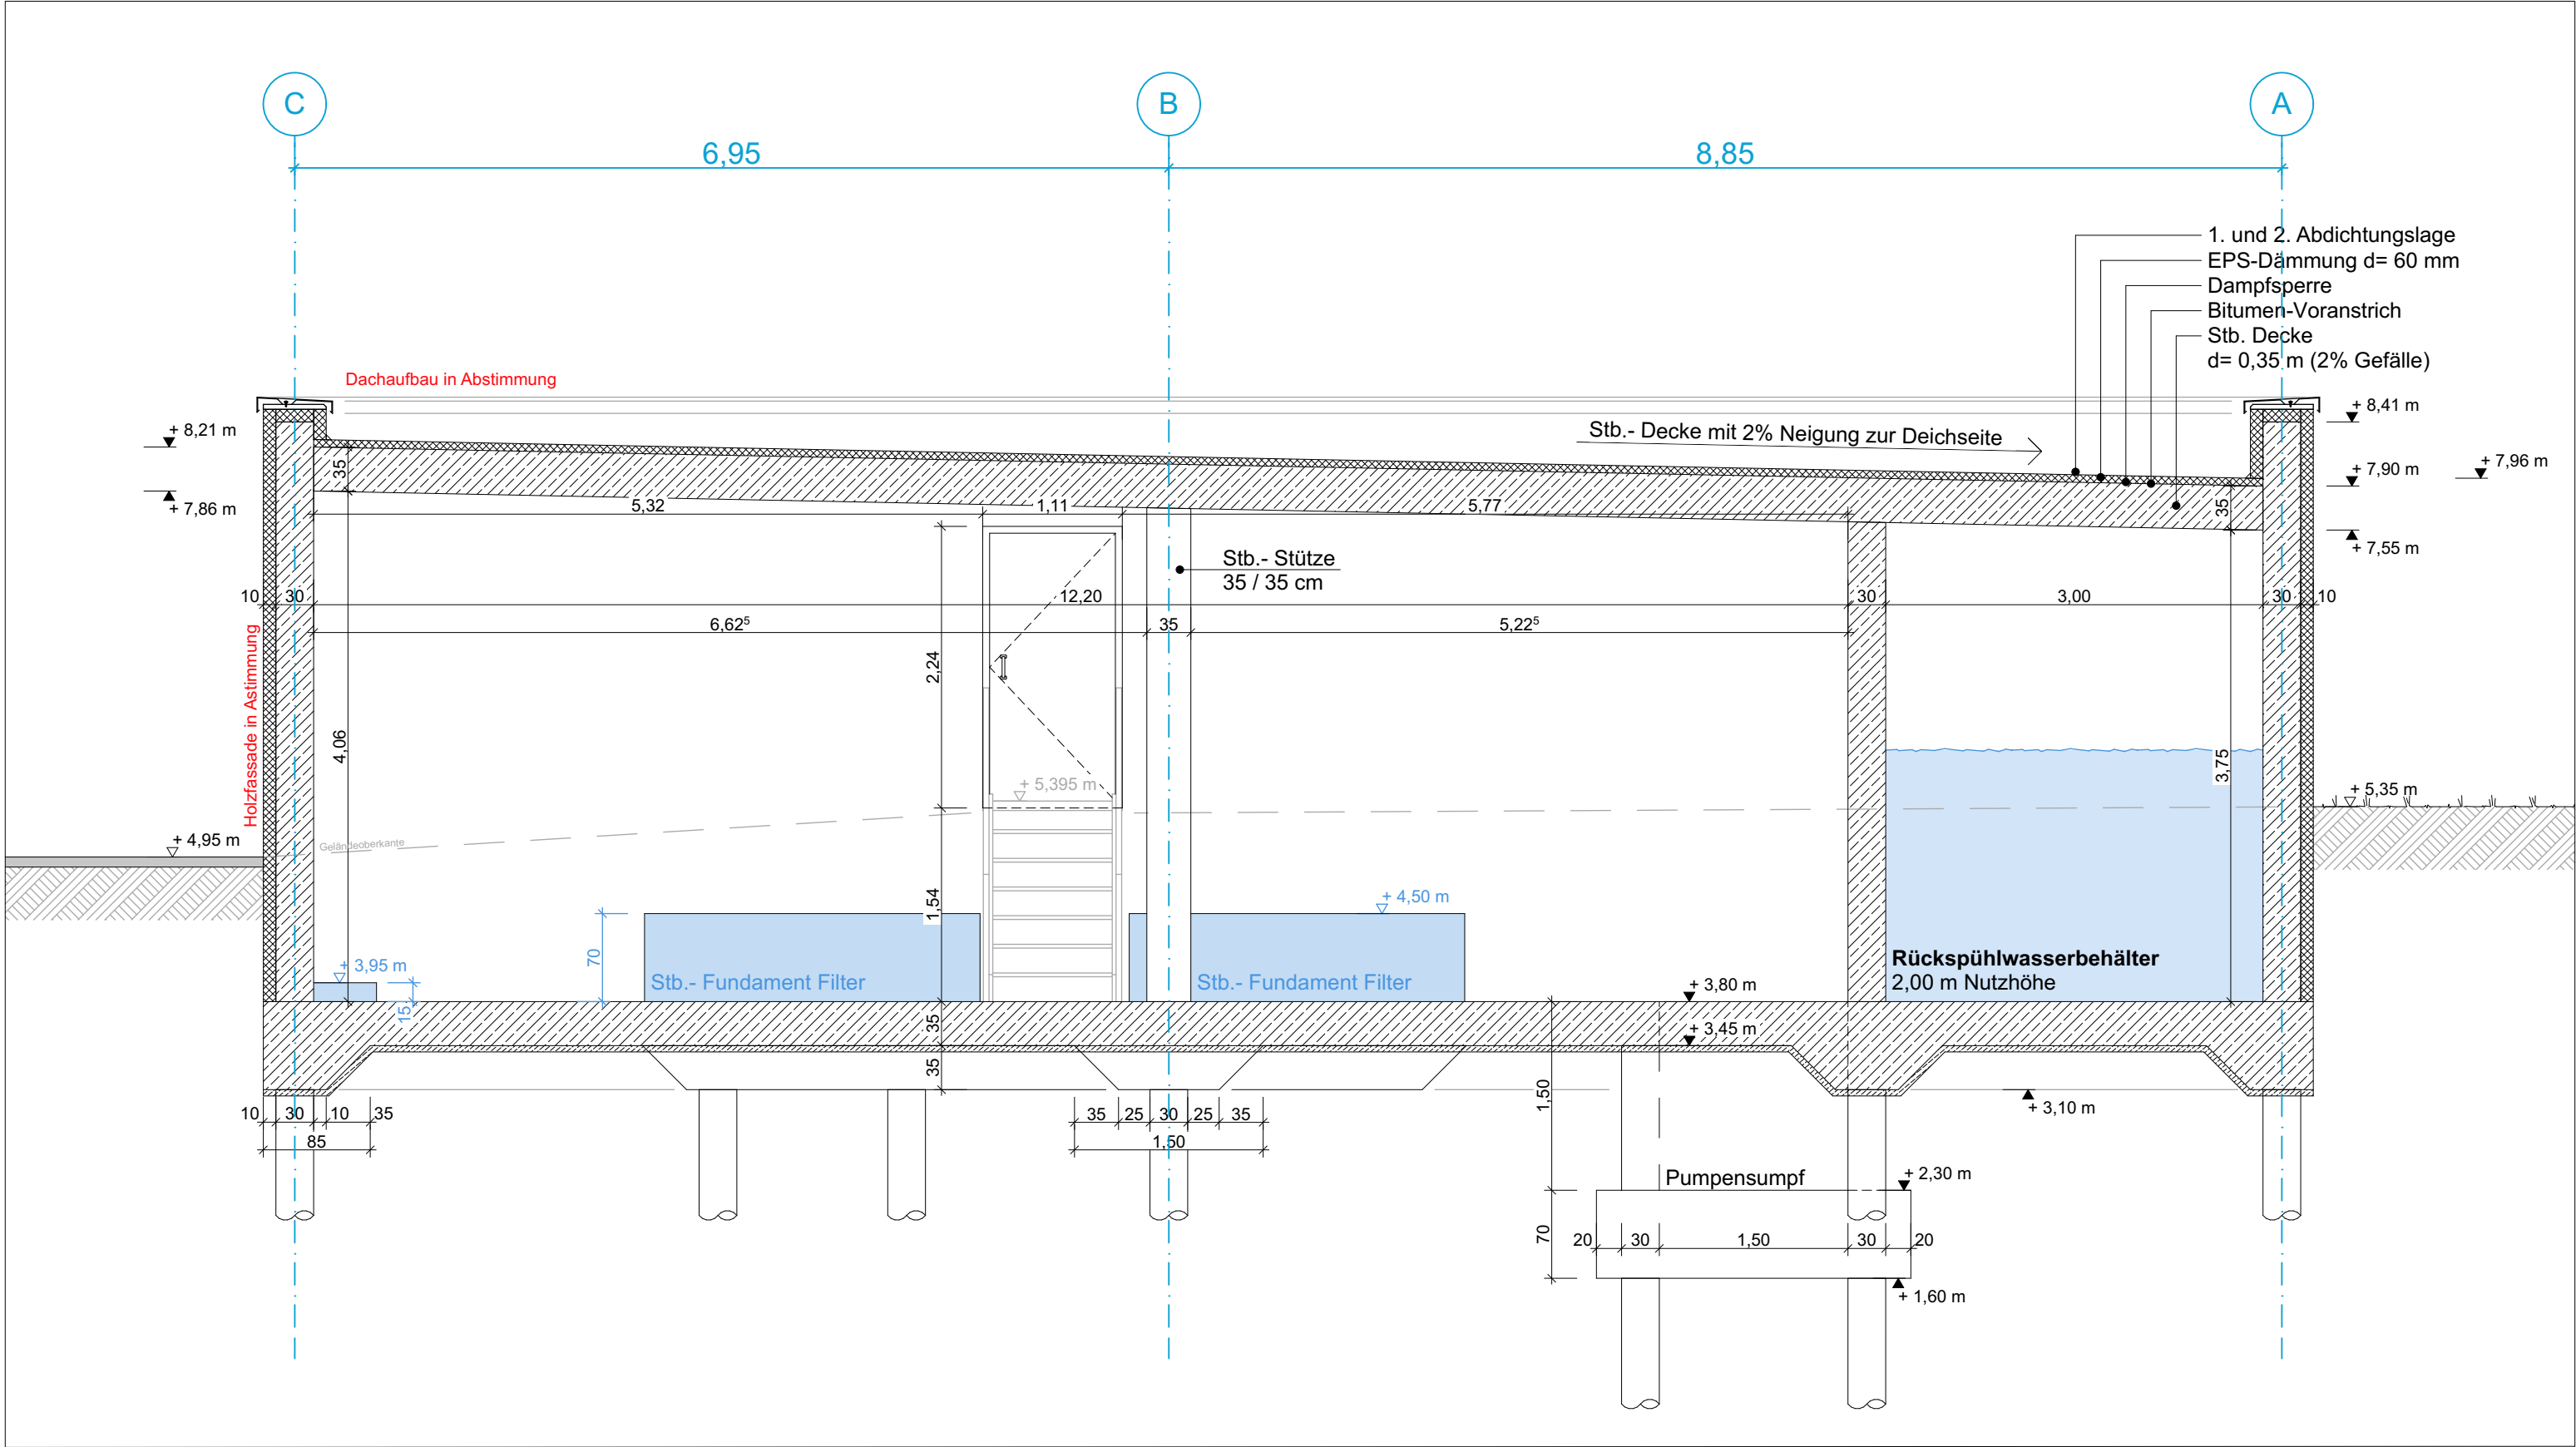 C
B
A
6,95
8,85
1. und 2. Abdichtungslage
EPS-Dämmung d= 60 mm
Dampfsperre
Bitumen-Voranstrich
Stb. Decke
d= 0,35 m (2% Gefälle)
Dachaufbau in Abstimmung
+ 8,41 m
+ 8,21 m
Stb.- Decke mit 2% Neigung zur Deichseite
35
+ 7,96 m
+ 7,90 m
+ 7,86 m
5,32
1,11
5,77
35
+ 7,55 m
Stb.- Stütze
35 / 35 cm
10
30
12,20
30
3,00
30
10
6,62⁵
35
5,22⁵
Holzfassade in Astimmung
2,24
4,06
3,75
+ 5,395 m
+ 5,35 m
+ 4,95 m
Geländeoberkante
1,54
+ 4,50 m
70
+ 3,95 m
15
Stb.- Fundament Filter
Stb.- Fundament Filter
Rückspühlwasserbehälter
2,00 m Nutzhöhe
+ 3,80 m
35
+ 3,45 m
35
1,50
+ 3,10 m
10
30
10
35
85
35
25
30
25
35
1,50
Pumpensumpf
+ 2,30 m
70
20
30
1,50
30
20
+ 1,60 m